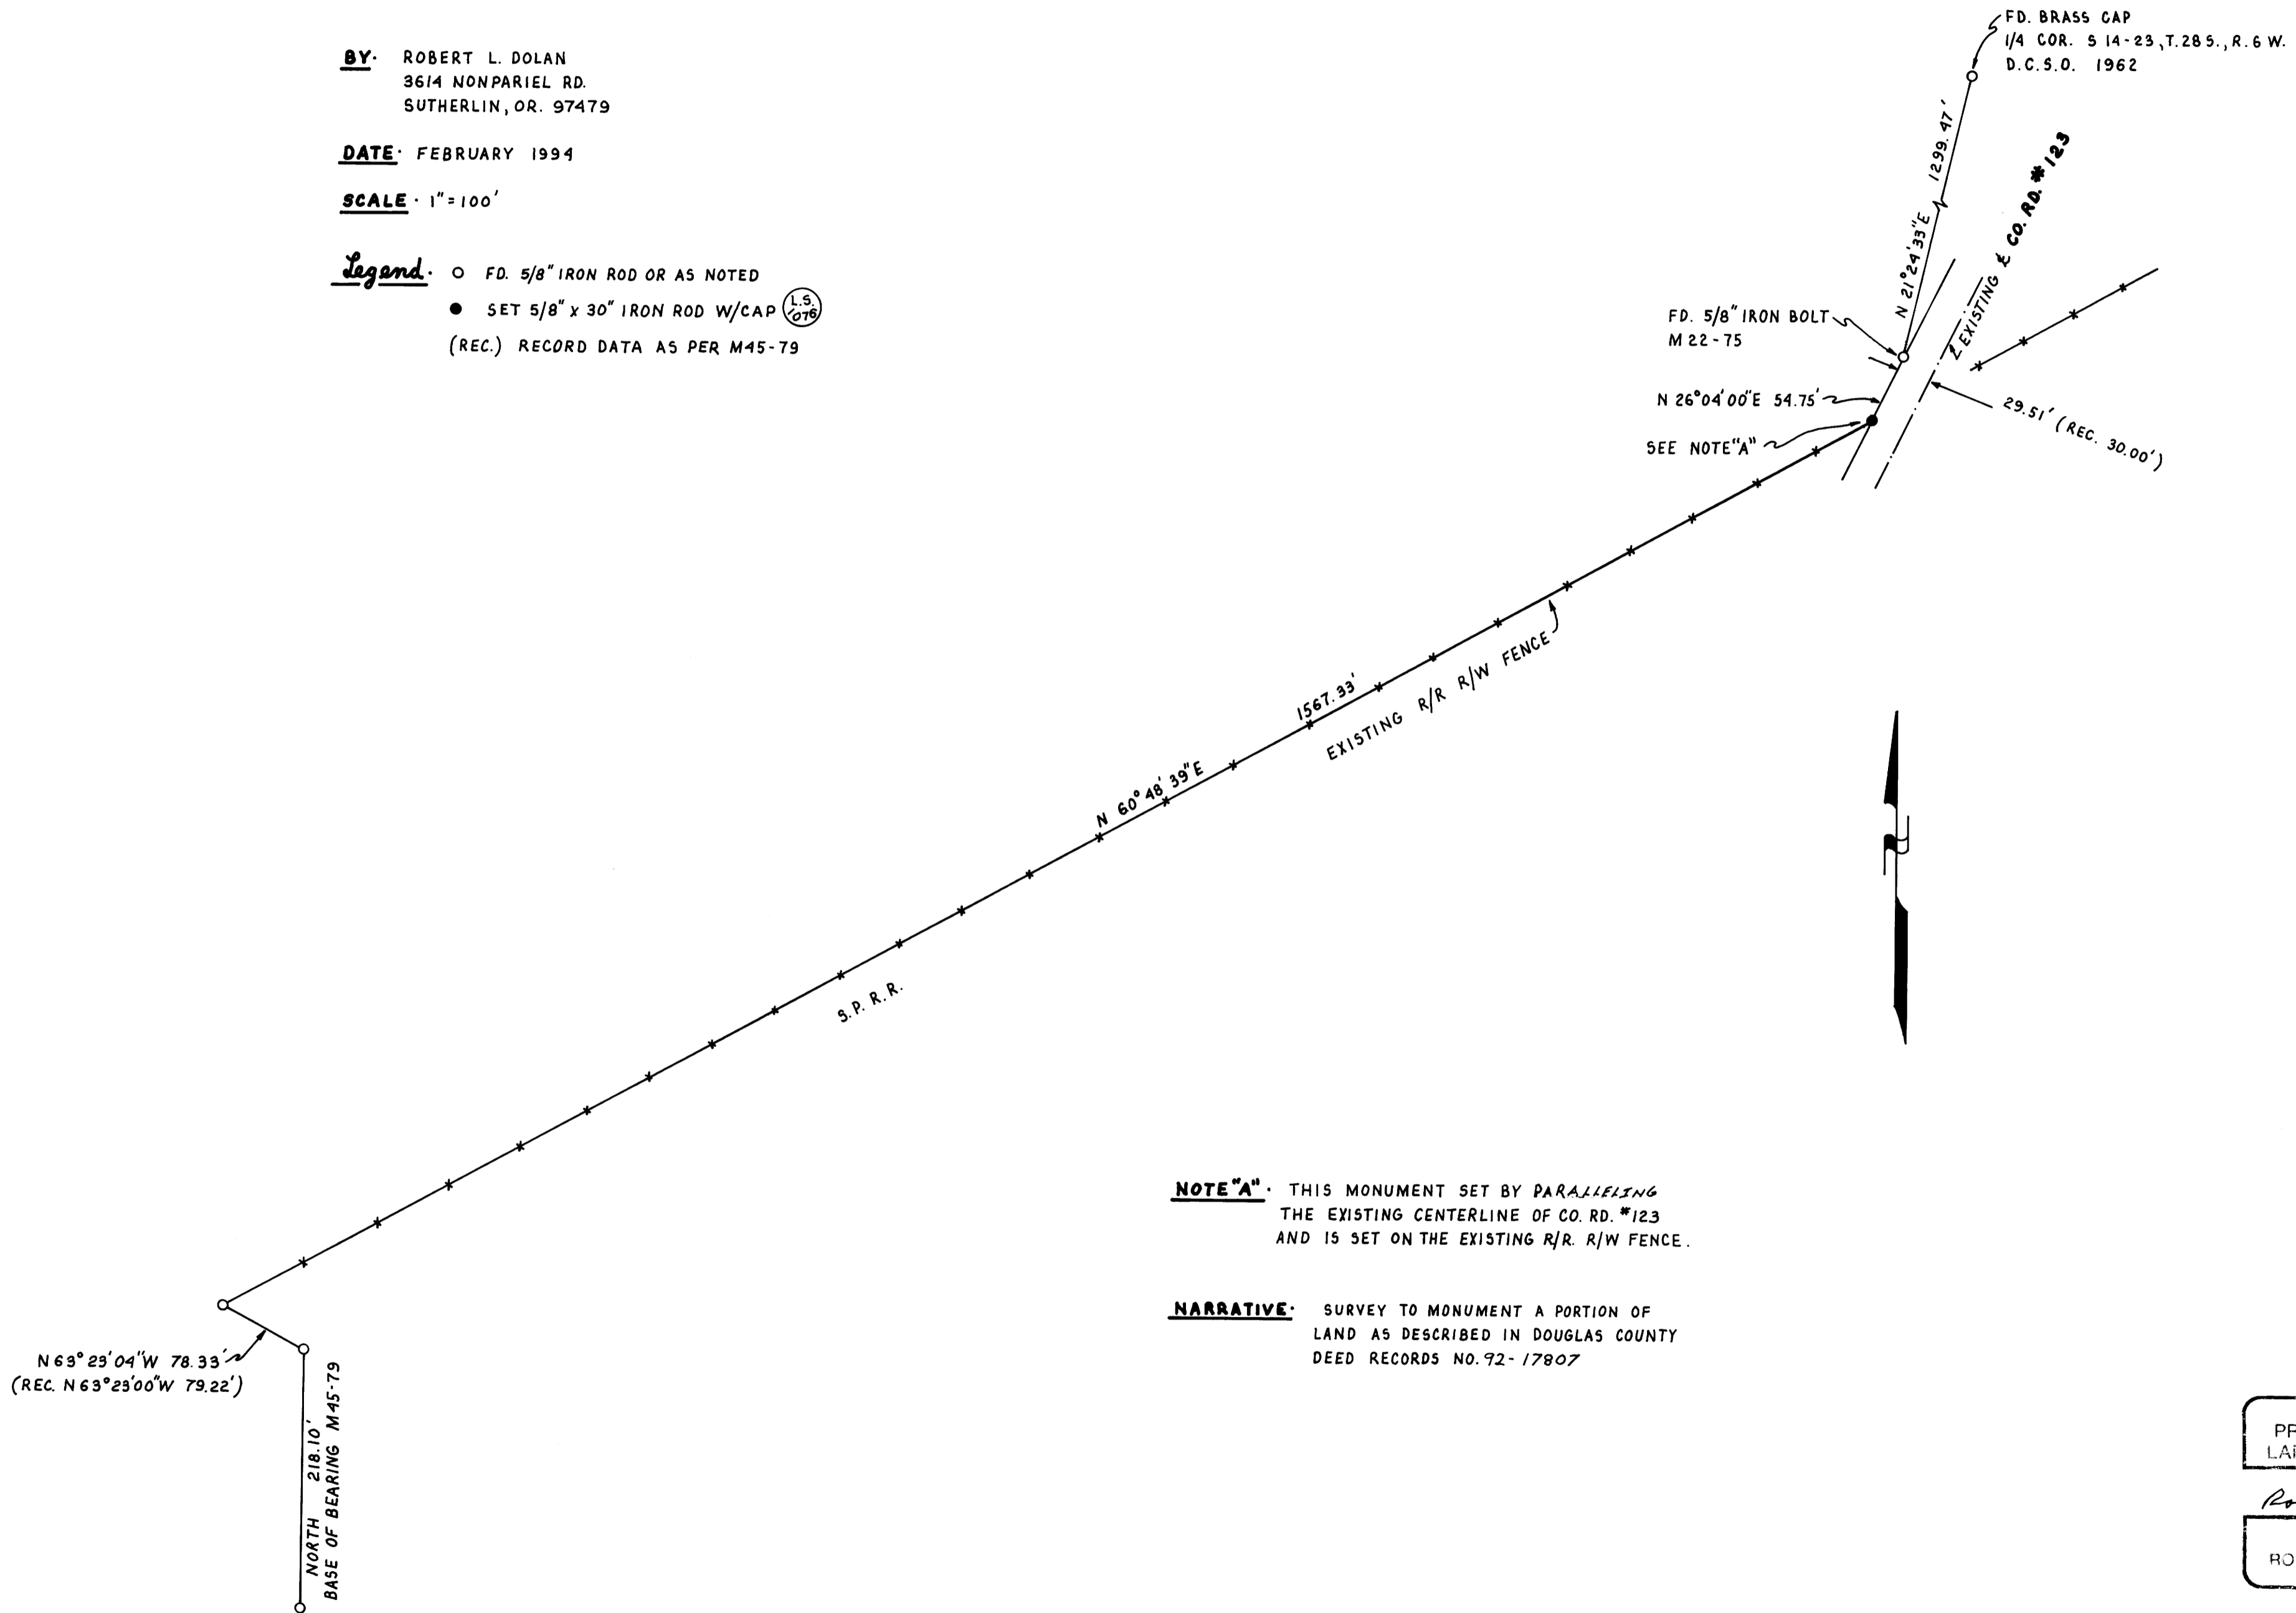 BY· ROBERT L. DOLAN
3614 NONPARIEL RD.
SUTHERLIN, OR. 97479
DATE· FEBRUARY 1994
SCALE· 1"=100'
Legend· ○ FD. 5/8" IRON ROD OR AS NOTED
● SET 5/8" x 30" IRON ROD W/CAP L.S. 1076
(REC.) RECORD DATA AS PER M45-79
FD. BRASS CAP
1/4 COR. S 14-23, T.28S., R.6W.
D.C.S.O. 1962
N 21°24'33"E 1299.47'
EXISTING ℄ CO. RD. #123
FD. 5/8" IRON BOLT
M 22-75
N 26°04'00"E 54.75'
SEE NOTE "A"
29.51' (REC. 30.00')
N 60°48'39"E 1567.33'
EXISTING R/R R/W FENCE
S.P.R.R.
NOTE "A"· THIS MONUMENT SET BY PARALLELING
THE EXISTING CENTERLINE OF CO. RD. #123
AND IS SET ON THE EXISTING R/R. R/W FENCE.
NARRATIVE· SURVEY TO MONUMENT A PORTION OF
LAND AS DESCRIBED IN DOUGLAS COUNTY
DEED RECORDS NO. 92-17807
N 63°23'04"W 78.33'
(REC. N 63°23'00"W 79.22')
NORTH 218.10'
BASE OF BEARING M45-79
RO